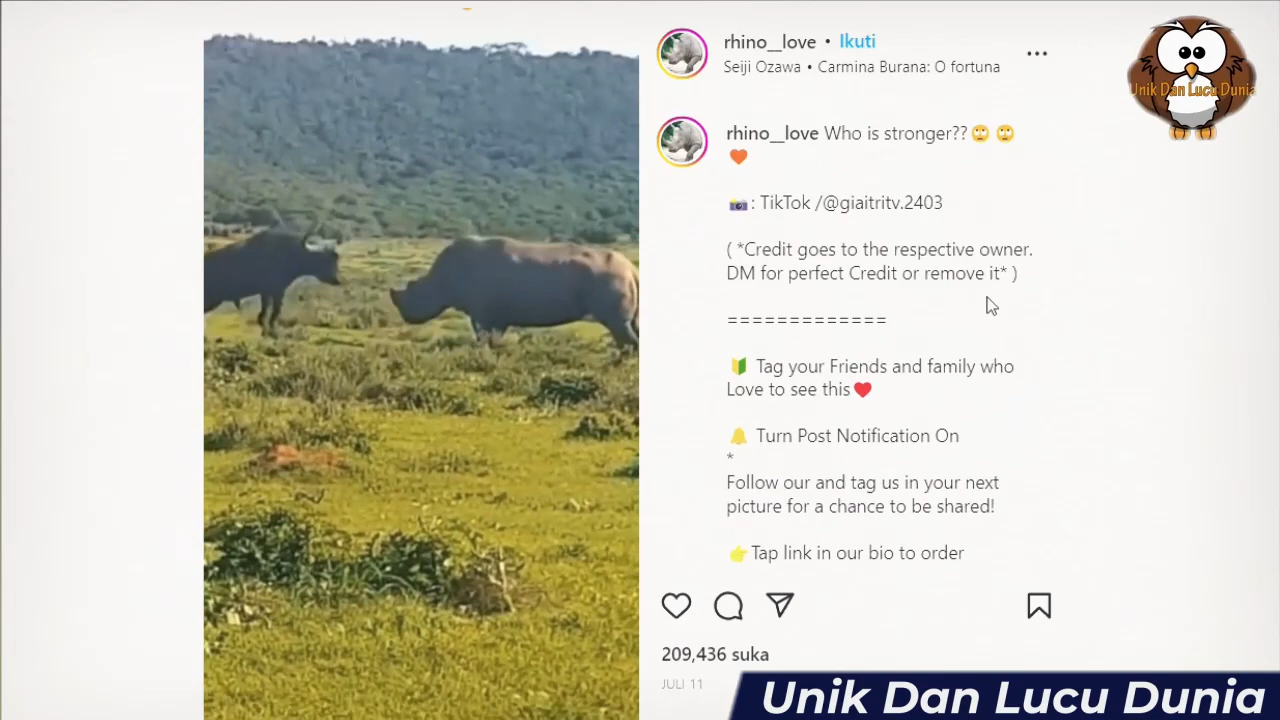 rhino__love • Ikuti
Seiji Ozawa • Carmina Burana: O fortuna
Unik Dan Lucu Dunia
rhino__love Who is stronger??🙄🙄
🧡
📸: TikTok /@giaitritv.2403
( *Credit goes to the respective owner.
DM for perfect Credit or remove it* )
=============
🔰 Tag your Friends and family who
Love to see this❤️
🔔 Turn Post Notification On
*
Follow our and tag us in your next
picture for a chance to be shared!
👉Tap link in our bio to order
209,436 suka
JULI 11
Unik Dan Lucu Dunia